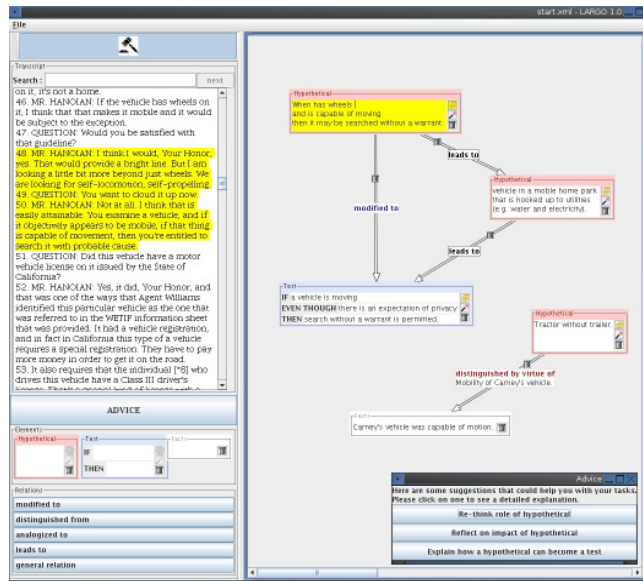 start.xml - LARGO 1.0
File
Transcript
Search :
next
on it, it's not a home.
46. MR. HANOIAN: If the vehicle has wheels on
it, I think that that makes it mobile and it would
be subject to the exception.
47. QUESTION: Would you be satisfied with
that guideline?
48. MR. HANOIAN: I think I would, Your Honor,
yes. That would provide a bright line. But I am
looking a little bit more beyond just wheels. We
are looking for self-locomotion, self-propelling.
49. QUESTION: You want to cloud it up now.
50. MR. HANOIAN: Not at all. I think that is
easily attainable. You examine a vehicle, and if
it objectively appears to be mobile, if that thing
is capable of movement, then you're entitled to
search it with probable cause.
51. QUESTION: Did this vehicle have a motor
vehicle license on it issued by the State of
California?
52. MR. HANOIAN: Yes, it did, Your Honor, and
that was one of the ways that Agent Williams
identified this particular vehicle as the one that
was referred to in the WETIP information sheet
that was provided. It had a vehicle registration,
and in fact in California this type of a vehicle
requires a special registration. They have to pay
more money in order to get it on the road.
53. It also requires that the individual [*8] who
drives this vehicle have a Class III driver's
ADVICE
Elements
Hypothetical
Test
IF
THEN
Facts
Relations
modified to
distinguished from
analogized to
leads to
general relation
Hypothetical
When has wheels
and is capable of moving
then it may be searched without a warrant.
leads to
Hypothetical
vehicle in a moble home park
that is hooked up to utilities
(e.g. water and electricity).
modified to
leads to
Test
IF a vehicle is moving
EVEN THOUGH there is an expectation of privacy
THEN search without a warrant is permitted.
Hypothetical
Tractor without trailer.
distinguished by virtue of
Mobility of Carney's vehicle.
Facts
Carney's vehicle was capable of motion.
Advice
Here are some suggestions that could help you with your tasks.
Please click on one to see a detailed explanation.
Re-think role of hypothetical
Reflect on impact of hypothetical
Explain how a hypothetical can become a test